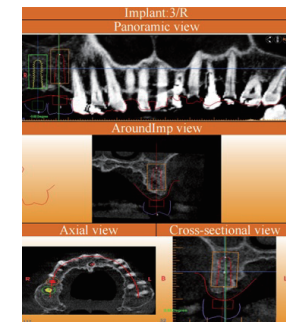 Implant:3/R
Panoramic view
R
AroundImp view
Axial view
Cross-sectional view
R
L
B
L